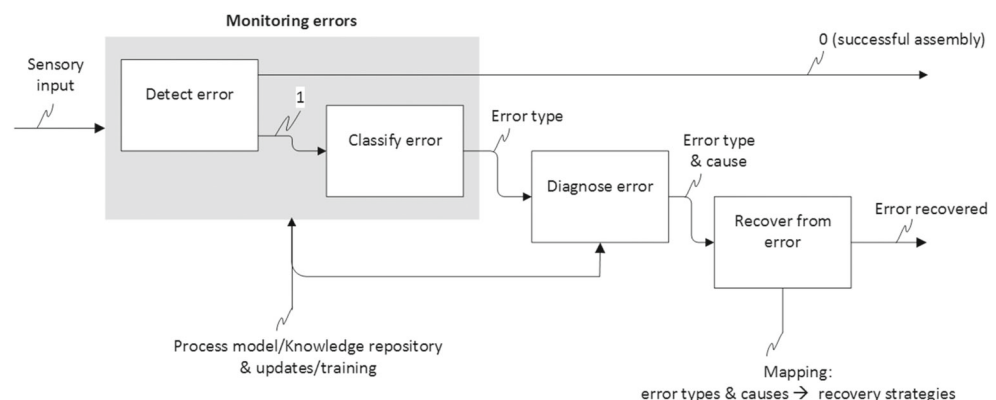 Monitoring errors
0 (successful assembly)
Sensory
input
Detect error
1
Classify error
Error type
Error type
& cause
Diagnose error
Recover from
error
Error recovered
Process model/Knowledge repository
& updates/training
Mapping:
error types & causes → recovery strategies